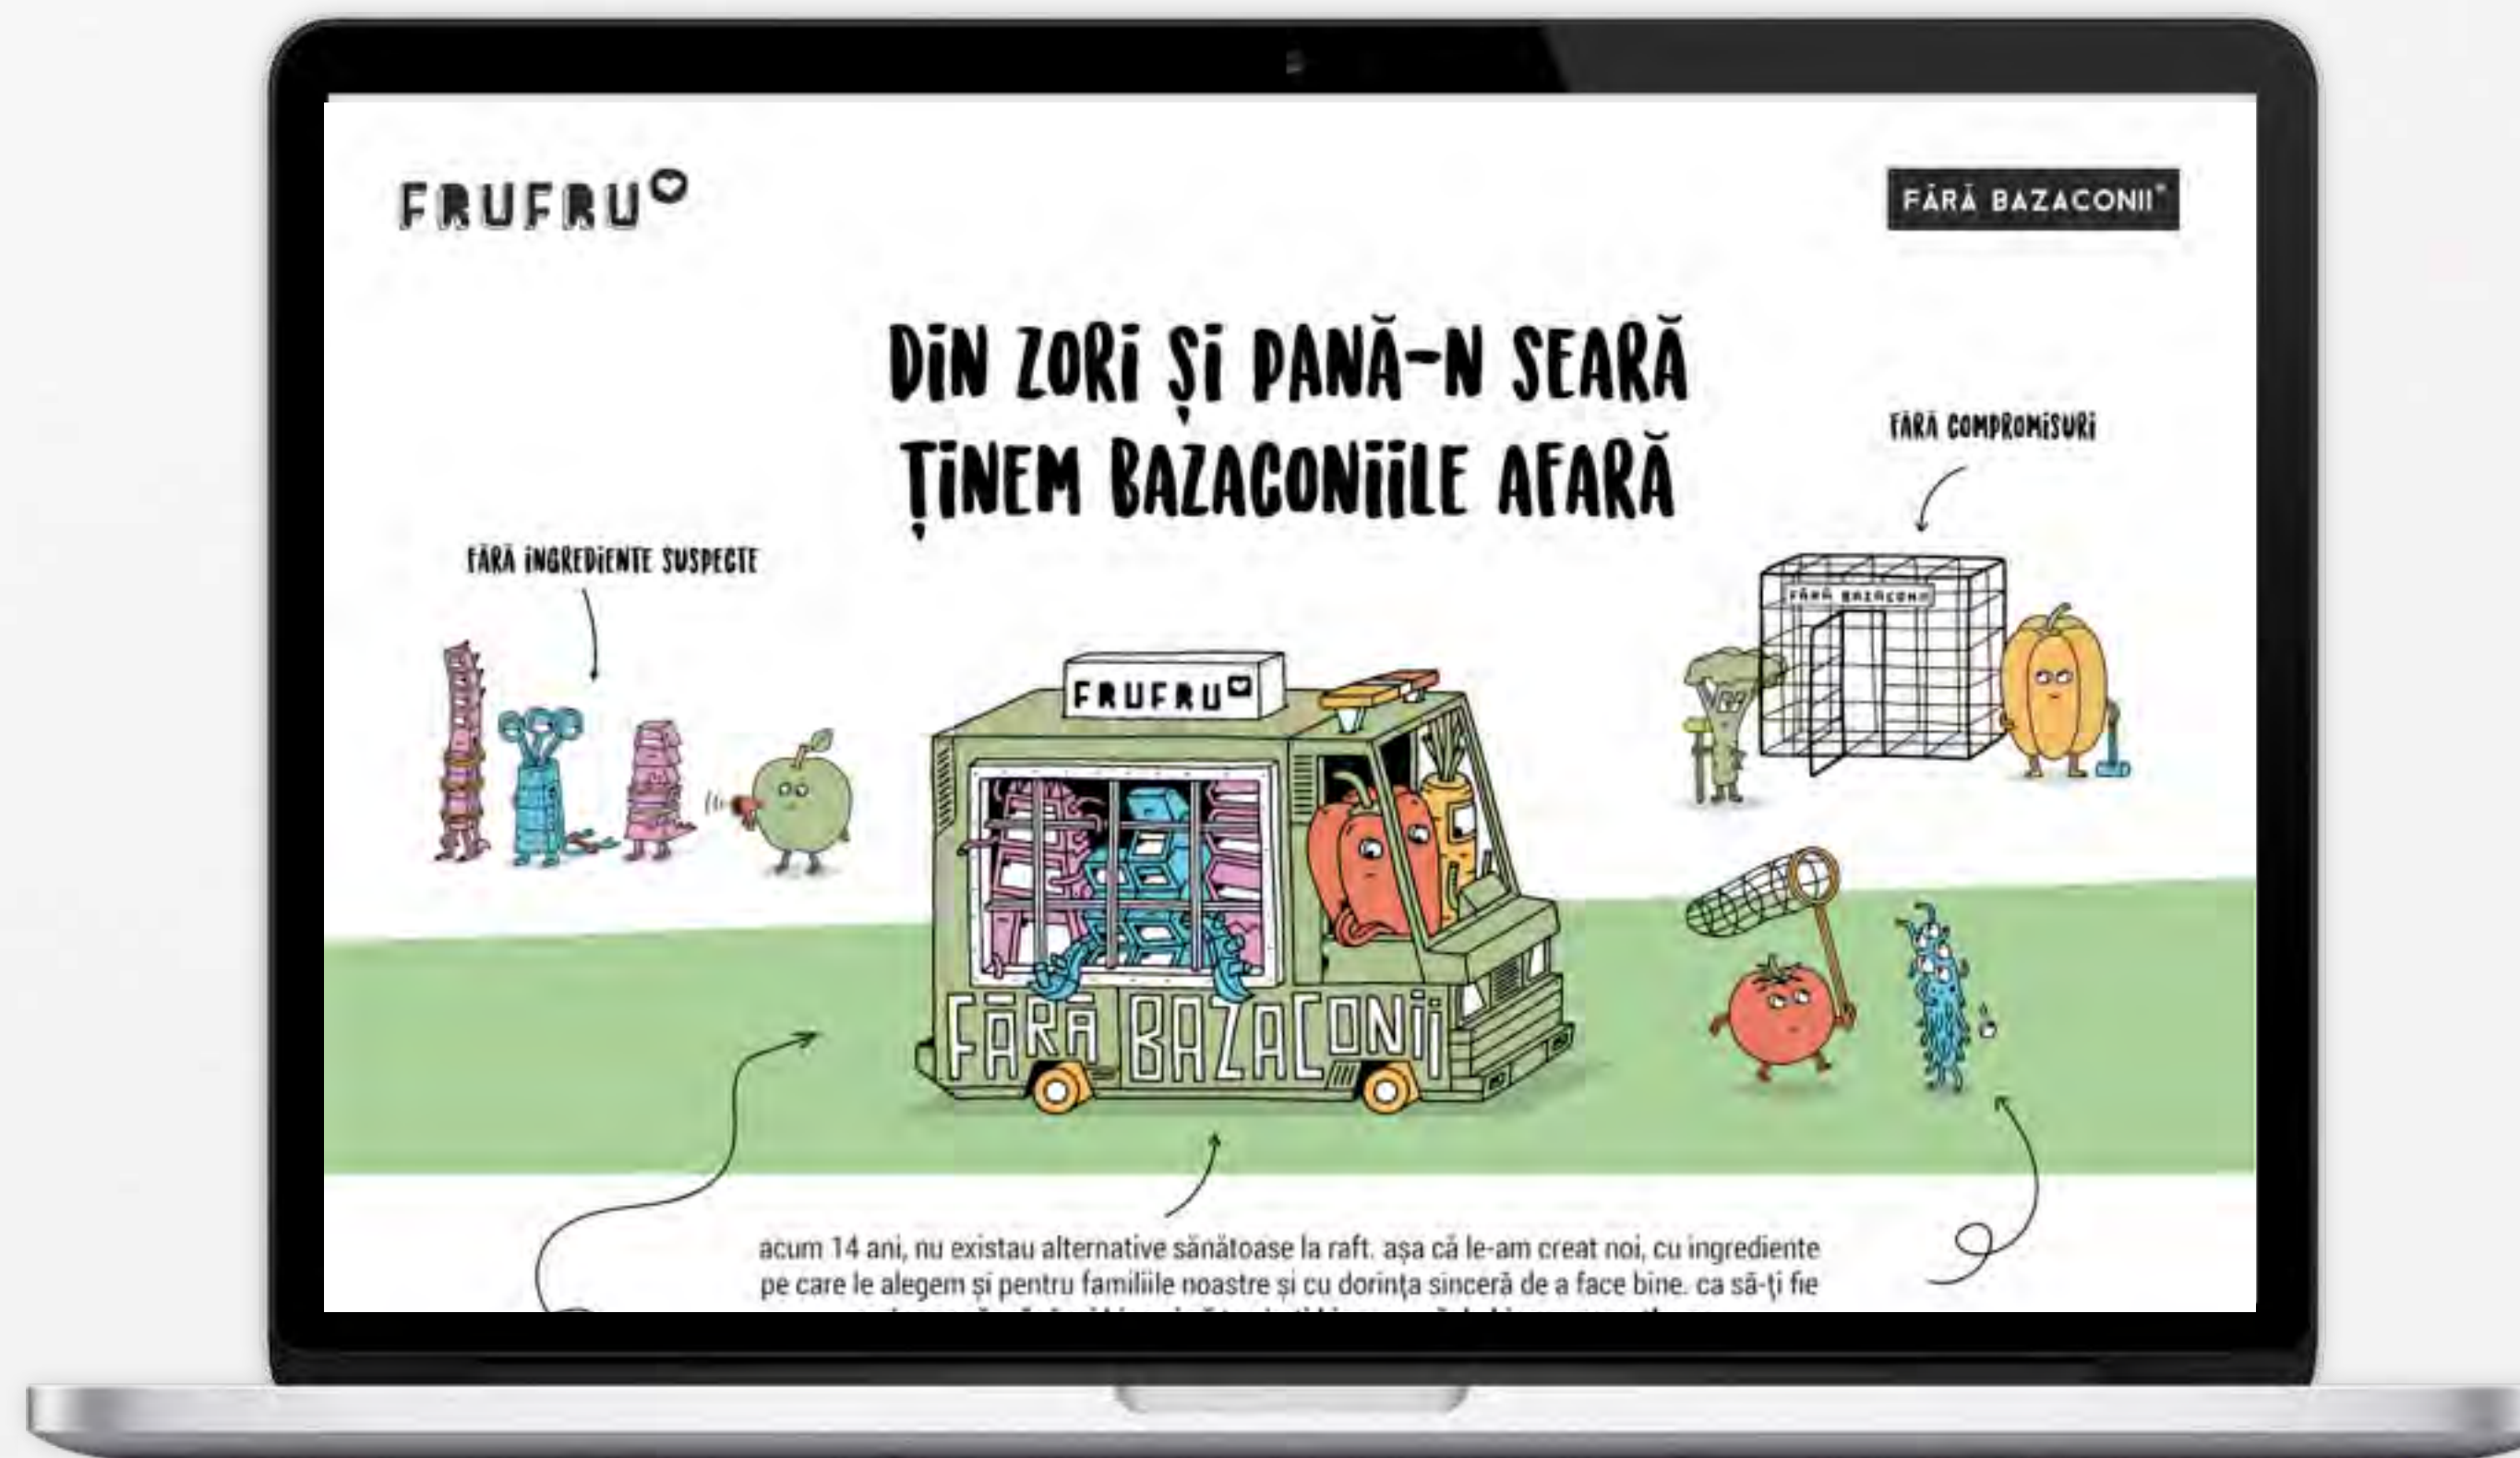 FRUFRU
FĂRĂ BAZACONII
DiN ZORi Și PANĂ-N SEARĂ
ȚiNEM BAZACONiiLE AFARĂ
FĂRĂ COMPROMiSURi
FĂRĂ iNGREDiENTE SUSPECTE
FĂRĂ BAZACONII
FRUFRU
FĂRĂ BAZACONii
acum 14 ani, nu existau alternative sănătoase la raft. așa că le-am creat noi, cu ingrediente
pe care le alegem și pentru familiile noastre și cu dorința sinceră de a face bine. ca să-ți fie